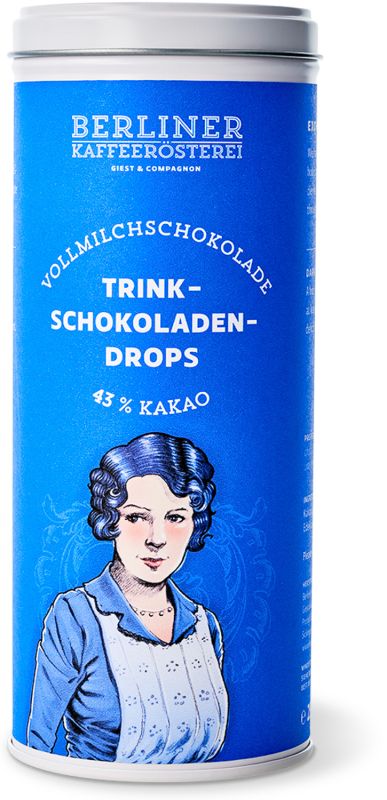 BERLINER
KAFFEERÖSTEREI
GIEST & COMPAGNON
VOLLMILCHSCHOKOLADE
TRINK-
SCHOKOLADEN-
DROPS
43 % KAKAO